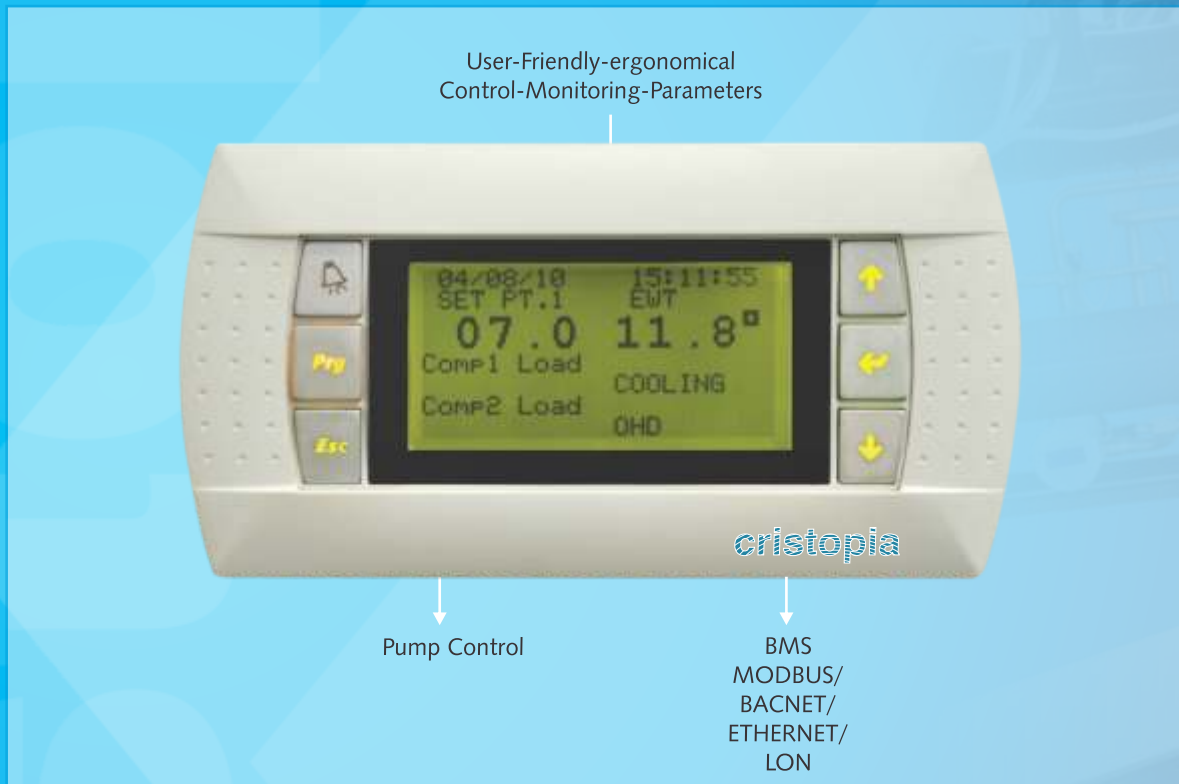 User-Friendly-ergonomical
Control-Monitoring-Parameters
04/08/10 15:11:55
SET PT.1 EWT
07.0 11.8°
Comp1 Load
COOLING
Comp2 Load
OHD
Prg
Esc
cristopia
Pump Control
BMS
MODBUS/
BACNET/
ETHERNET/
LON